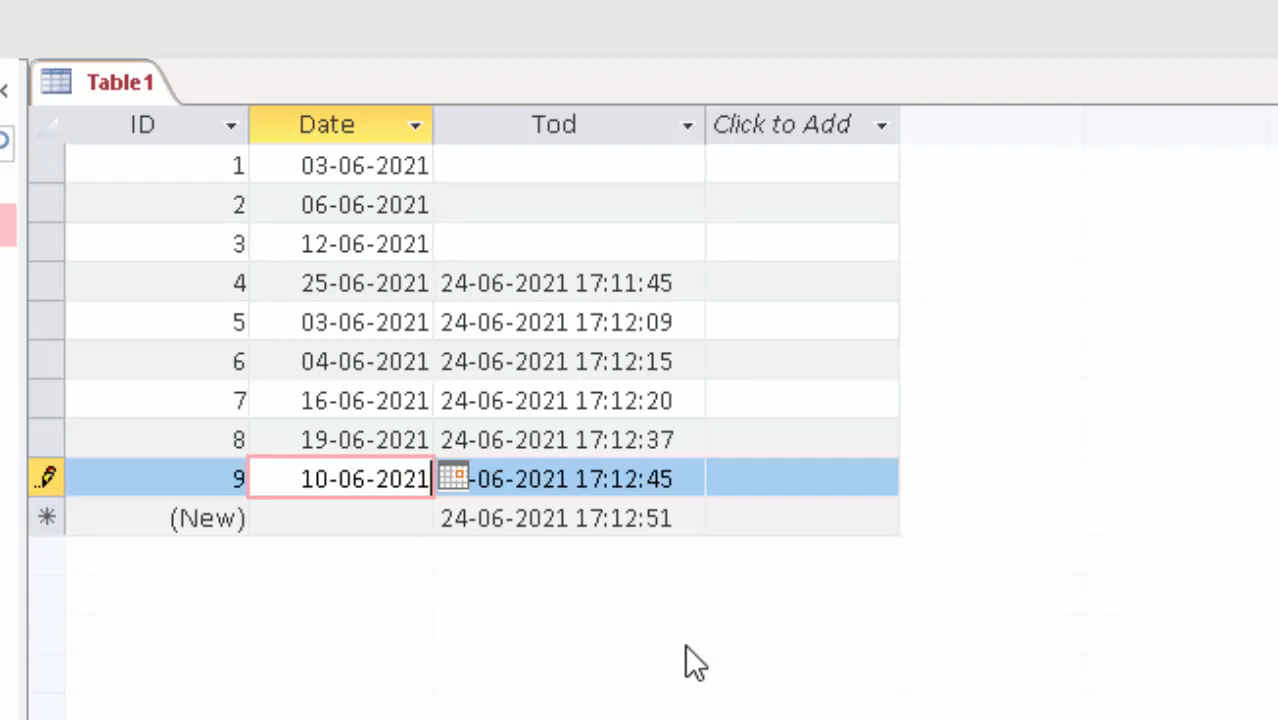 Table1
ID Date Tod Click to Add
1 03-06-2021
2 06-06-2021
3 12-06-2021
4 25-06-2021 24-06-2021 17:11:45
5 03-06-2021 24-06-2021 17:12:09
6 04-06-2021 24-06-2021 17:12:15
7 16-06-2021 24-06-2021 17:12:20
8 19-06-2021 24-06-2021 17:12:37
9 10-06-2021 -06-2021 17:12:45
(New) 24-06-2021 17:12:51